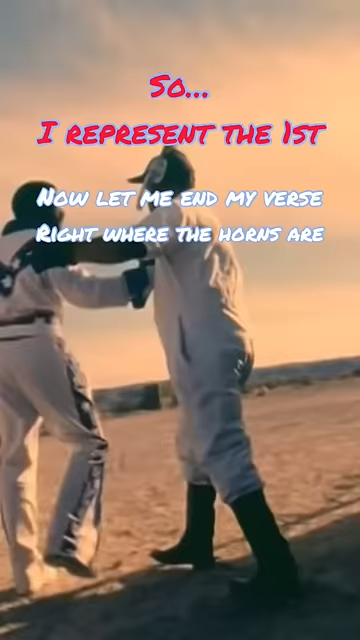 So...
I represent the 1st
Now let me end my verse
Right where the horns are